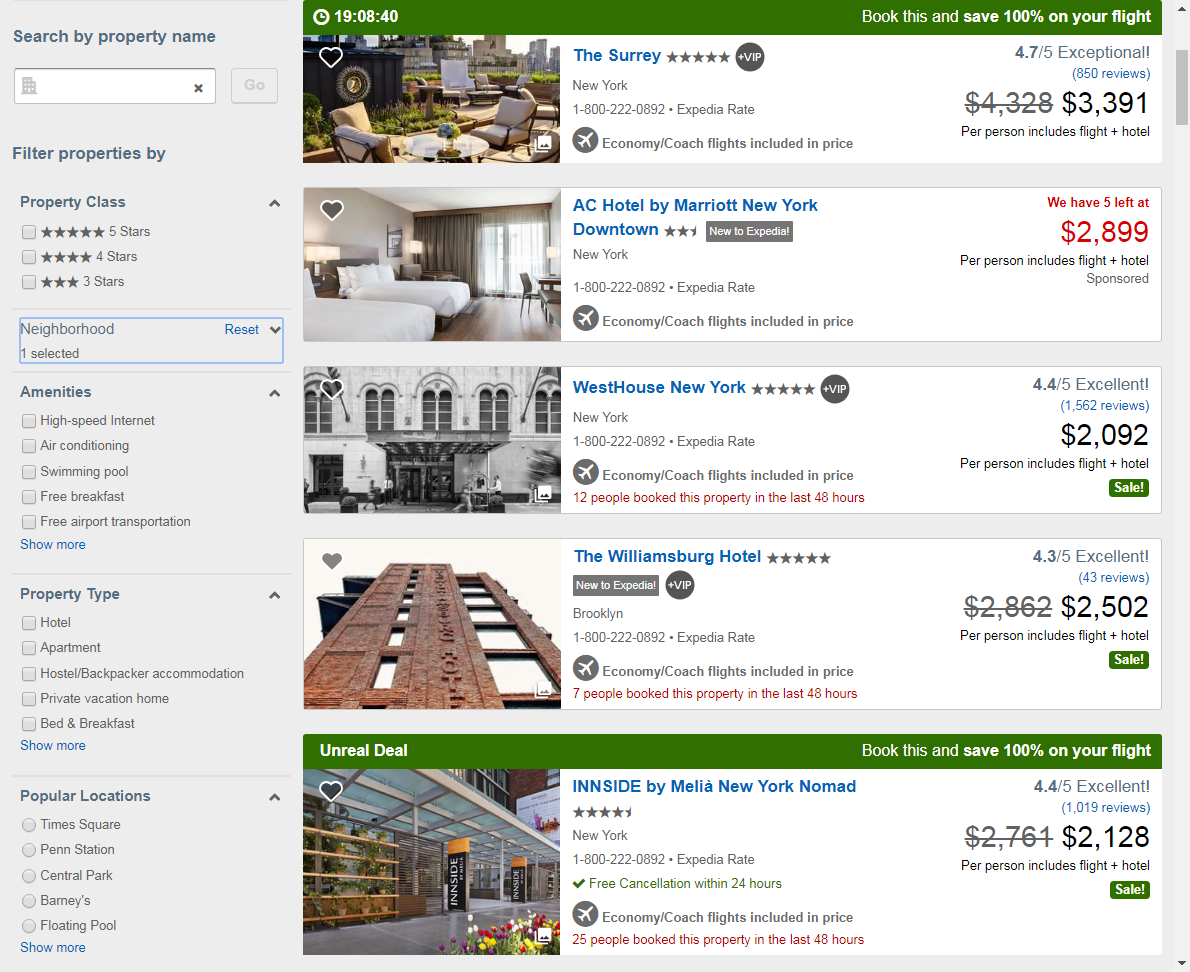 Search by property name
Go
Filter properties by
Property Class
5 Stars
4 Stars
3 Stars
Neighborhood Reset
1 selected
Amenities
High-speed Internet
Air conditioning
Swimming pool
Free breakfast
Free airport transportation
Show more
Property Type
Hotel
Apartment
Hostel/Backpacker accommodation
Private vacation home
Bed & Breakfast
Show more
Popular Locations
Times Square
Penn Station
Central Park
Barney's
Floating Pool
Show more
19:08:40 Book this and save 100% on your flight
The Surrey +VIP
New York
1-800-222-0892 • Expedia Rate
Economy/Coach flights included in price
4.7/5 Exceptional!
(850 reviews)
$4,328 $3,391
Per person includes flight + hotel
AC Hotel by Marriott New York
Downtown New to Expedia!
New York
1-800-222-0892 • Expedia Rate
Economy/Coach flights included in price
We have 5 left at
$2,899
Per person includes flight + hotel
Sponsored
WestHouse New York +VIP
New York
1-800-222-0892 • Expedia Rate
Economy/Coach flights included in price
12 people booked this property in the last 48 hours
4.4/5 Excellent!
(1,562 reviews)
$2,092
Per person includes flight + hotel
Sale!
The Williamsburg Hotel
New to Expedia! +VIP
Brooklyn
1-800-222-0892 • Expedia Rate
Economy/Coach flights included in price
7 people booked this property in the last 48 hours
4.3/5 Excellent!
(43 reviews)
$2,862 $2,502
Per person includes flight + hotel
Sale!
Unreal Deal Book this and save 100% on your flight
INNSIDE
INNSIDE
INNSIDE by Melià New York Nomad
New York
1-800-222-0892 • Expedia Rate
Free Cancellation within 24 hours
Economy/Coach flights included in price
25 people booked this property in the last 48 hours
4.4/5 Excellent!
(1,019 reviews)
$2,761 $2,128
Per person includes flight + hotel
Sale!